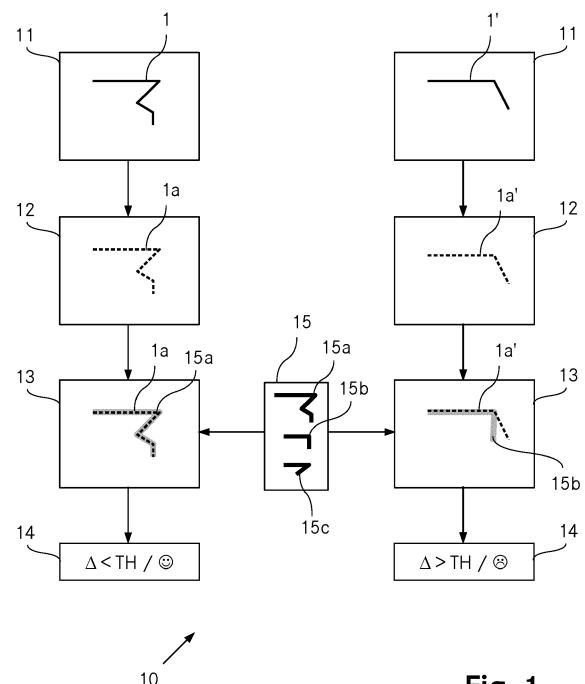 1
1'
11
11
1a
1a'
12
12
15
1a
15a
15a
1a'
13
15b
13
15b
15c
14
14
Δ < TH / ☺
Δ > TH / ☹
10
Fig. 1